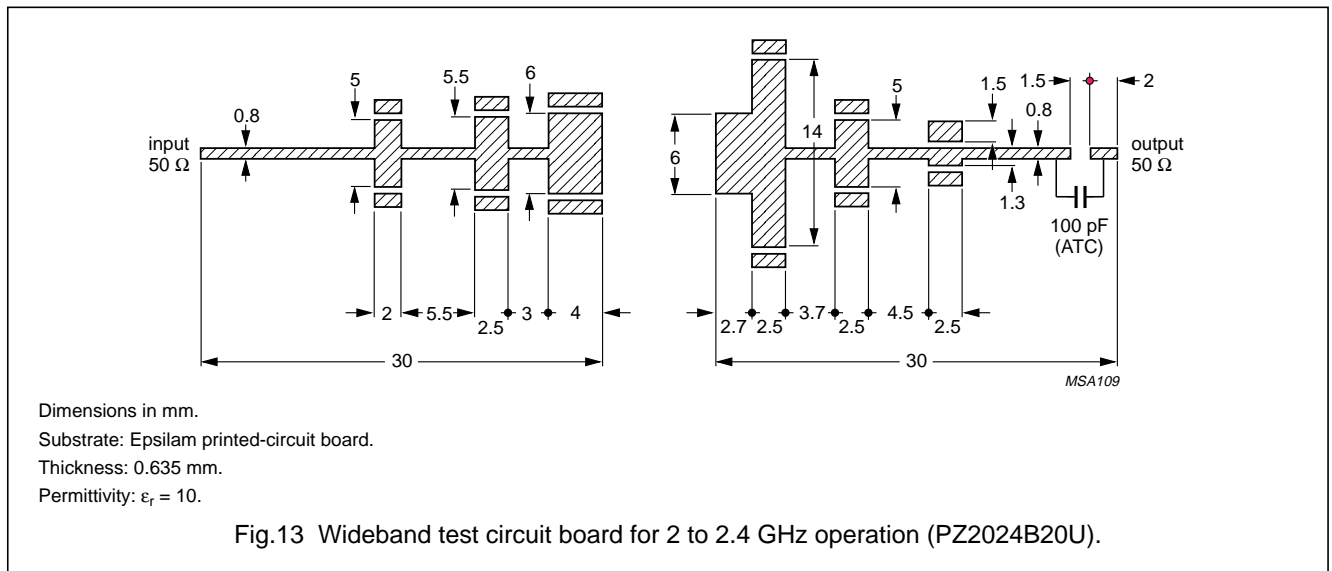 5
5.5
6
0.8
input
50 Ω
2
5.5
2.5
3
4
30
6
14
5
1.5
1.5
2
0.8
1.3
output
50 Ω
100 pF
(ATC)
2.7
2.5
3.7
2.5
4.5
2.5
30
MSA109
Dimensions in mm.
Substrate: Epsilam printed-circuit board.
Thickness: 0.635 mm.
Permittivity: εr = 10.
Fig.13 Wideband test circuit board for 2 to 2.4 GHz operation (PZ2024B20U).